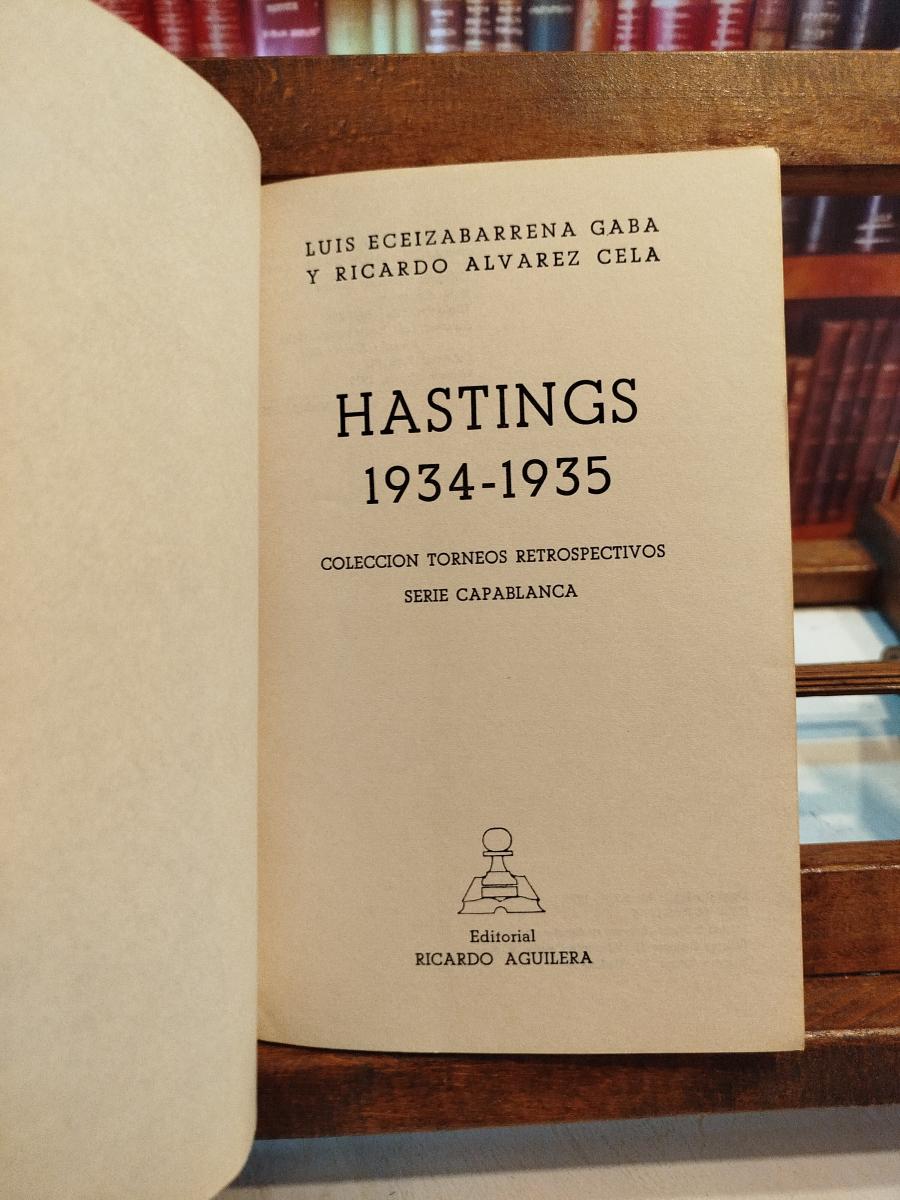 LUIS ECEIZABARRENA GABA
Y RICARDO ALVAREZ CELA
HASTINGS
1934-1935
COLECCION TORNEOS RETROSPECTIVOS
SERIE CAPABLANCA
Editorial
RICARDO AGUILERA